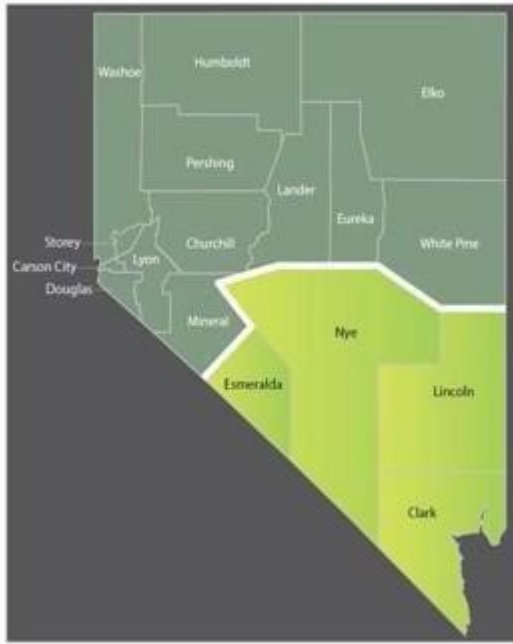 Washoe
Humboldt
Elko
Pershing
Lander
Eureka
White Pine
Storey
Churchill
Lyon
Carson City
Douglas
Mineral
Nye
Esmeralda
Lincoln
Clark